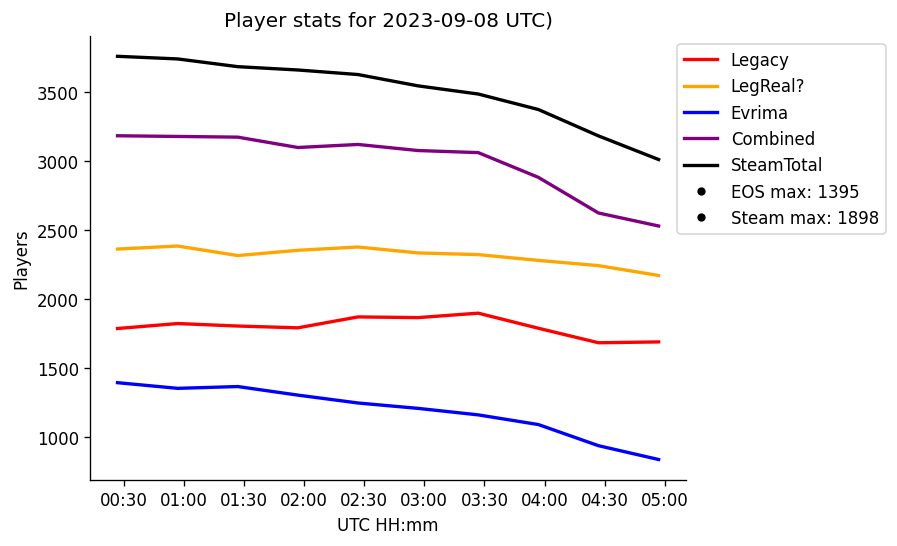 Player stats for 2023-09-08 UTC)
Legacy
LegReal?
Evrima
Combined
SteamTotal
EOS max: 1395
Steam max: 1898
Players
3500
3000
2500
2000
1500
1000
00:30 01:00 01:30 02:00 02:30 03:00 03:30 04:00 04:30 05:00
UTC HH:mm